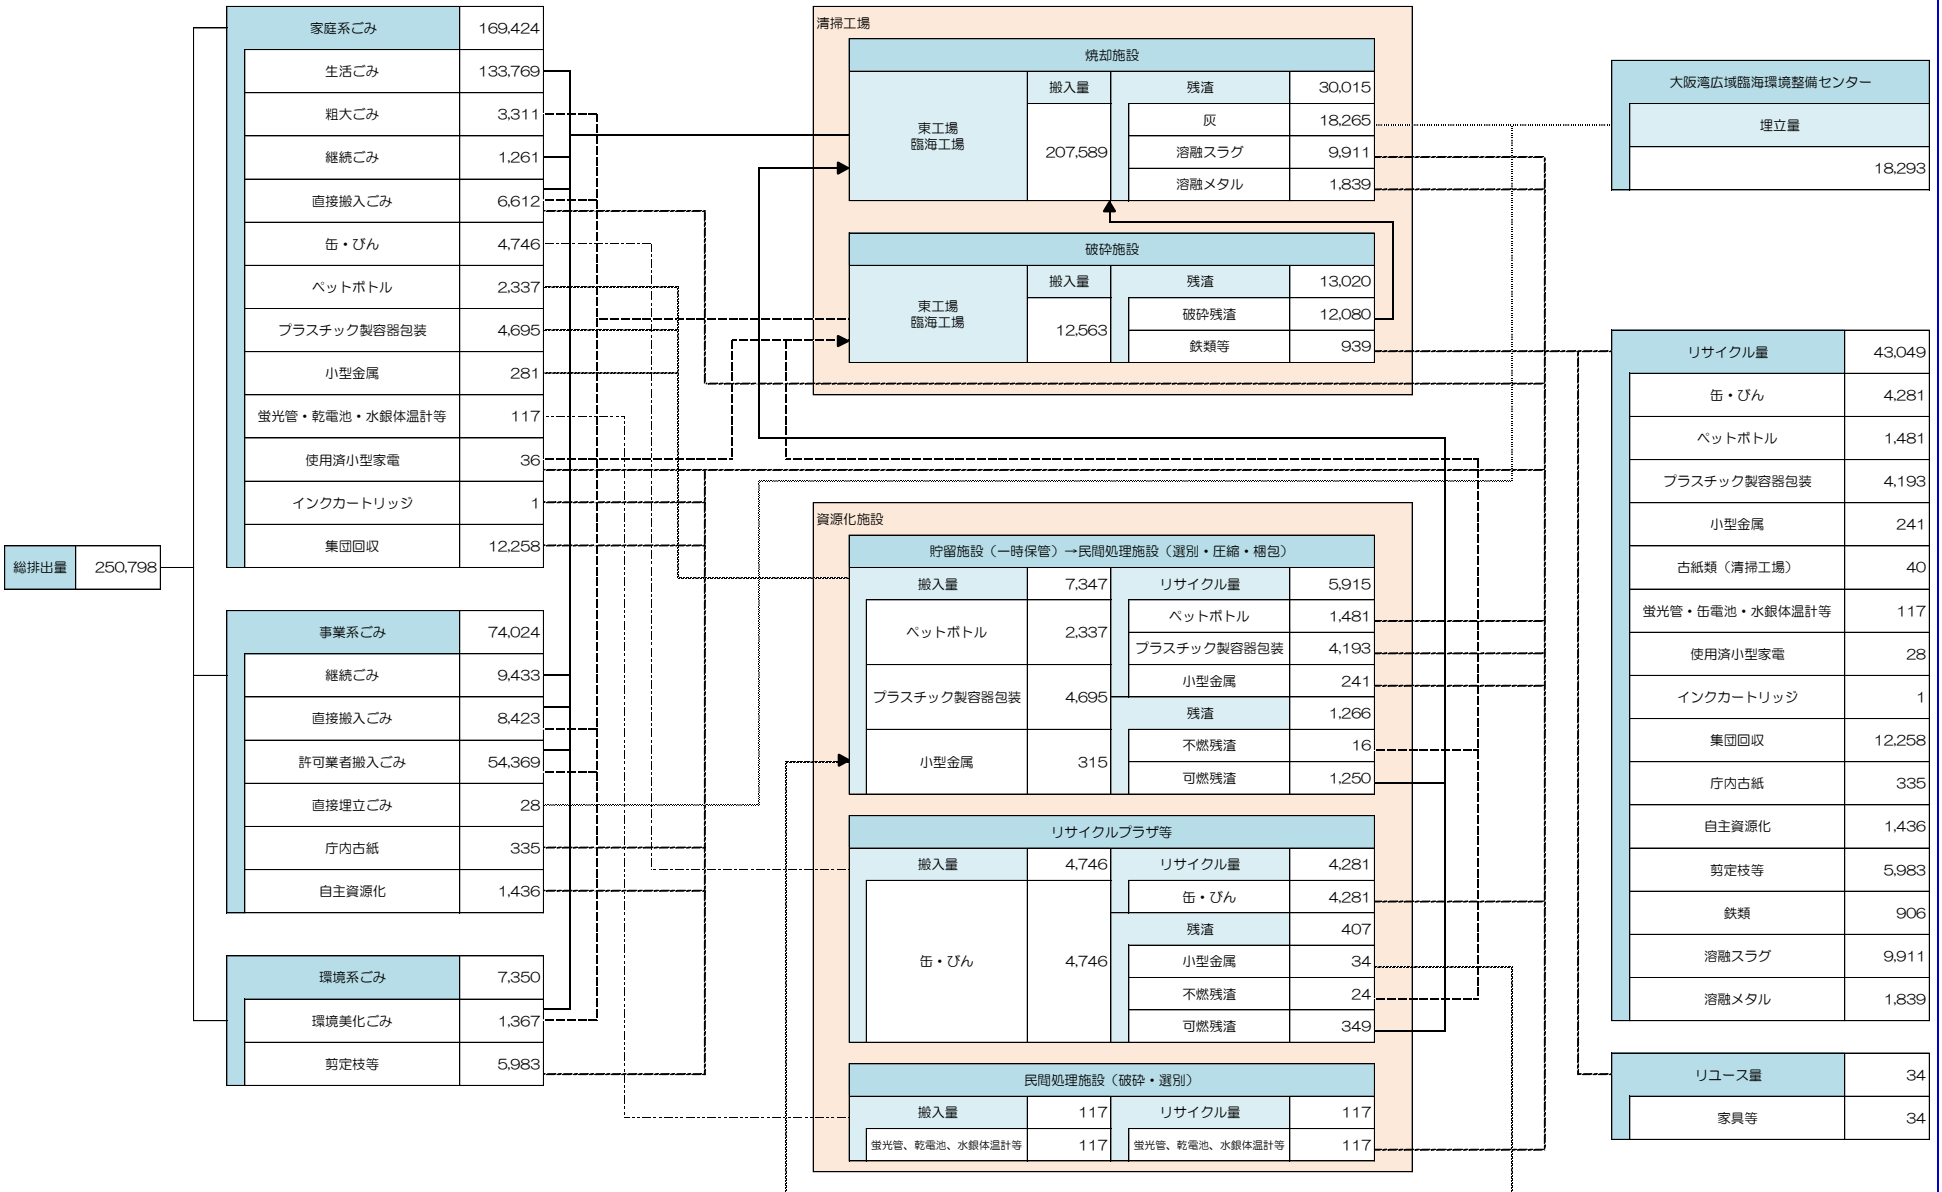 総排出量 250,798
家庭系ごみ 169,424
生活ごみ 133,769
粗大ごみ 3,311
継続ごみ 1,261
直接搬入ごみ 6,612
缶・びん 4,746
ペットボトル 2,337
プラスチック製容器包装 4,695
小型金属 281
蛍光管・乾電池・水銀体温計等 117
使用済小型家電 36
インクカートリッジ 1
集団回収 12,258
事業系ごみ 74,024
継続ごみ 9,433
直接搬入ごみ 8,423
許可業者搬入ごみ 54,369
直接埋立ごみ 28
庁内古紙 335
自主資源化 1,436
環境系ごみ 7,350
環境美化ごみ 1,367
剪定枝等 5,983
清掃工場
焼却施設
東工場
臨海工場
搬入量
207,589
残渣 30,015
灰 18,265
溶融スラグ 9,911
溶融メタル 1,839
破砕施設
東工場
臨海工場
搬入量
12,563
残渣 13,020
破砕残渣 12,080
鉄類等 939
資源化施設
貯留施設（一時保管）→民間処理施設（選別・圧縮・梱包）
搬入量 7,347
ペットボトル 2,337
プラスチック製容器包装 4,695
小型金属 315
リサイクル量 5,915
ペットボトル 1,481
プラスチック製容器包装 4,193
小型金属 241
残渣 1,266
不燃残渣 16
可燃残渣 1,250
リサイクルプラザ等
搬入量 4,746
缶・びん 4,746
リサイクル量 4,281
缶・びん 4,281
残渣 407
小型金属 34
不燃残渣 24
可燃残渣 349
民間処理施設（破砕・選別）
搬入量 117
蛍光管、乾電池、水銀体温計等 117
リサイクル量 117
蛍光管、乾電池、水銀体温計等 117
大阪湾広域臨海環境整備センター
埋立量
18,293
リサイクル量 43,049
缶・びん 4,281
ペットボトル 1,481
プラスチック製容器包装 4,193
小型金属 241
古紙類（清掃工場） 40
蛍光管・缶電池・水銀体温計等 117
使用済小型家電 28
インクカートリッジ 1
集団回収 12,258
庁内古紙 335
自主資源化 1,436
剪定枝等 5,983
鉄類 906
溶融スラグ 9,911
溶融メタル 1,839
リユース量 34
家具等 34